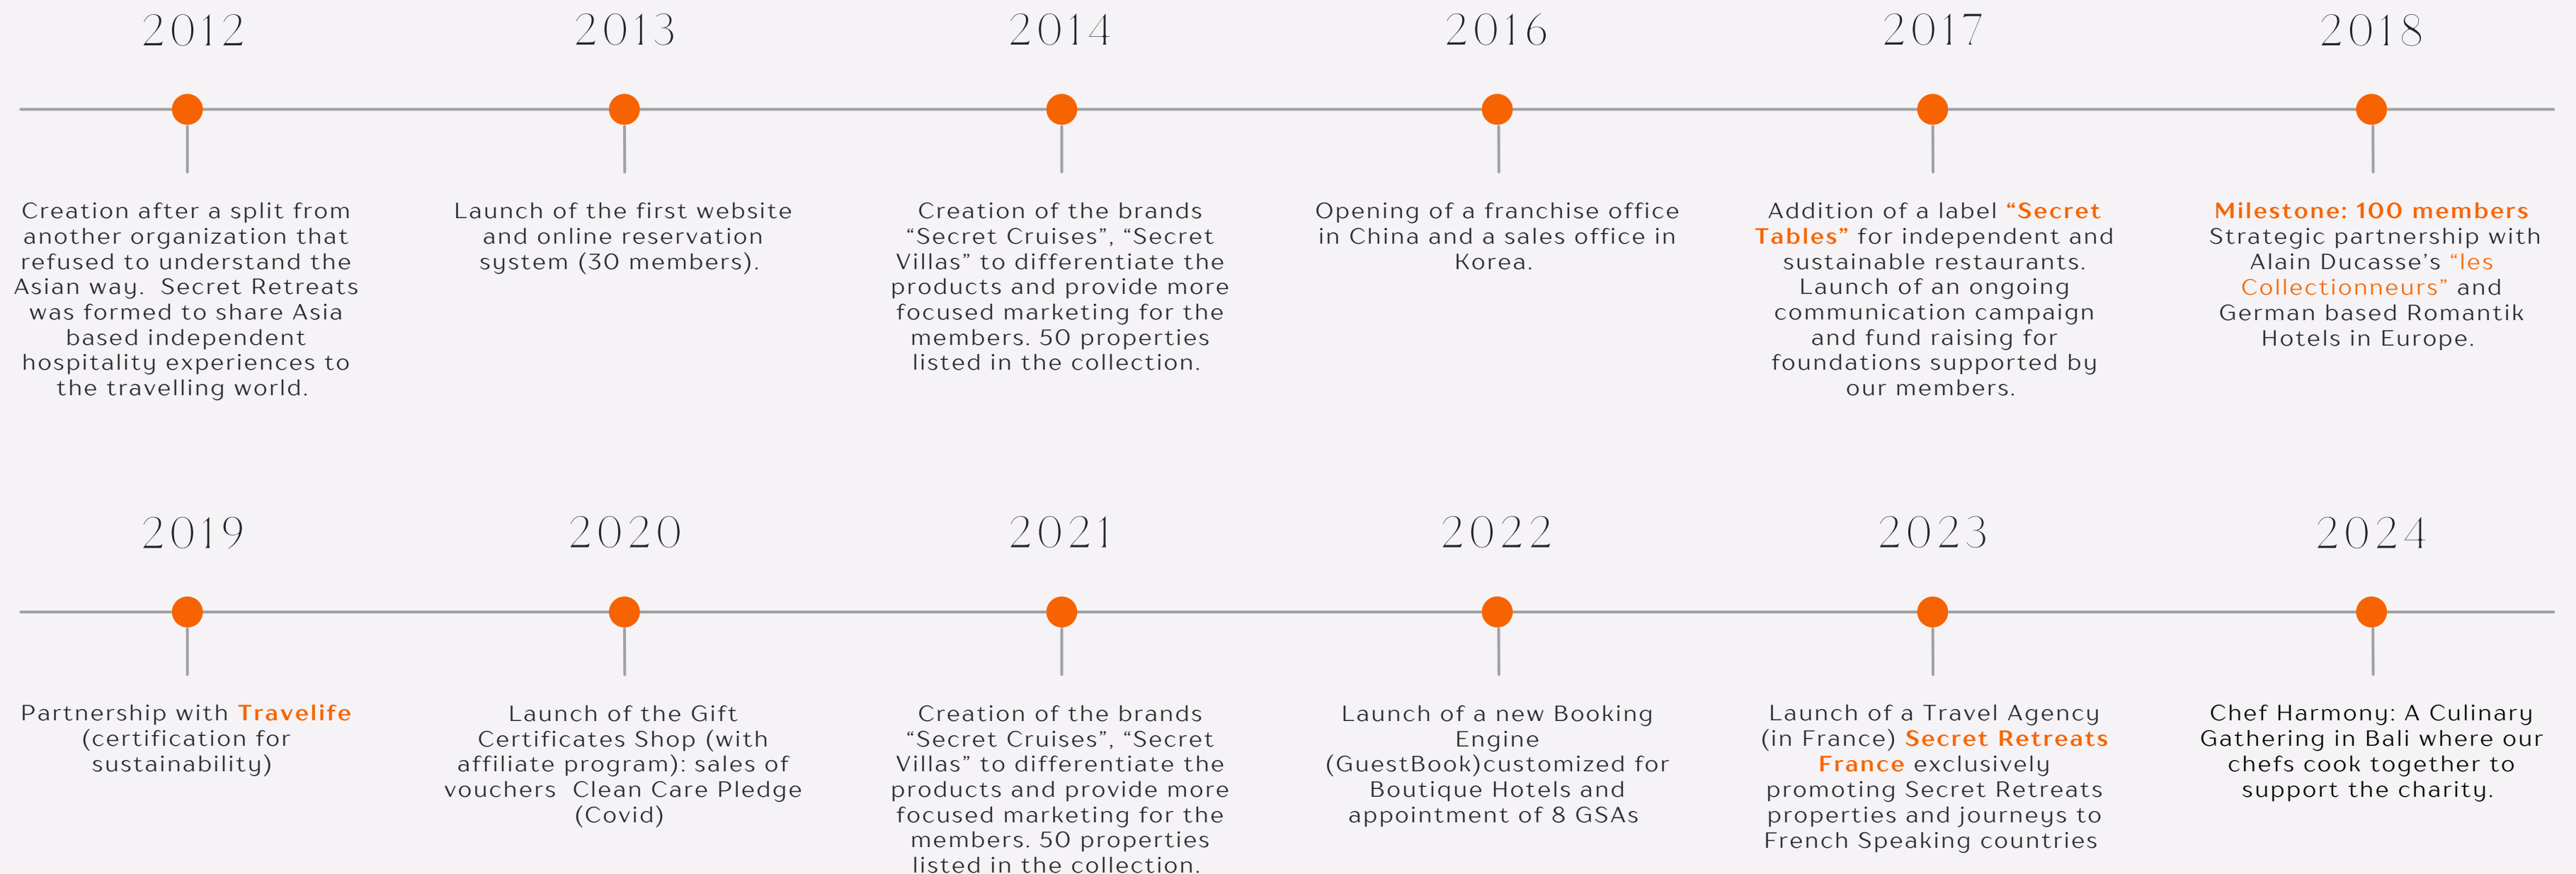 2012
Creation after a split from
another organization that
refused to understand the
Asian way.  Secret Retreats
was formed to share Asia
based independent
hospitality experiences to
the travelling world.
2013
Launch of the first website
and online reservation
system (30 members).
2014
Creation of the brands
“Secret Cruises”, “Secret
Villas” to differentiate the
products and provide more
focused marketing for the
members. 50 properties
listed in the collection.
2016
Opening of a franchise office
in China and a sales office in
Korea.
2017
Addition of a label “Secret
Tables” for independent and
sustainable restaurants.
Launch of an ongoing
communication campaign
and fund raising for
foundations supported by
our members.
2018
Milestone: 100 members
Strategic partnership with
Alain Ducasse’s “les
Collectionneurs” and
German based Romantik
Hotels in Europe.
2019
Partnership with Travelife
(certification for
sustainability)
2020
Launch of the Gift
Certificates Shop (with
affiliate program): sales of
vouchers  Clean Care Pledge
(Covid)
2021
Creation of the brands
“Secret Cruises”, “Secret
Villas” to differentiate the
products and provide more
focused marketing for the
members. 50 properties
listed in the collection.
2022
Launch of a new Booking
Engine
(GuestBook)customized for
Boutique Hotels and
appointment of 8 GSAs
2023
Launch of a Travel Agency
(in France) Secret Retreats
France exclusively
promoting Secret Retreats
properties and journeys to
French Speaking countries
2024
Chef Harmony: A Culinary
Gathering in Bali where our
chefs cook together to
support the charity.